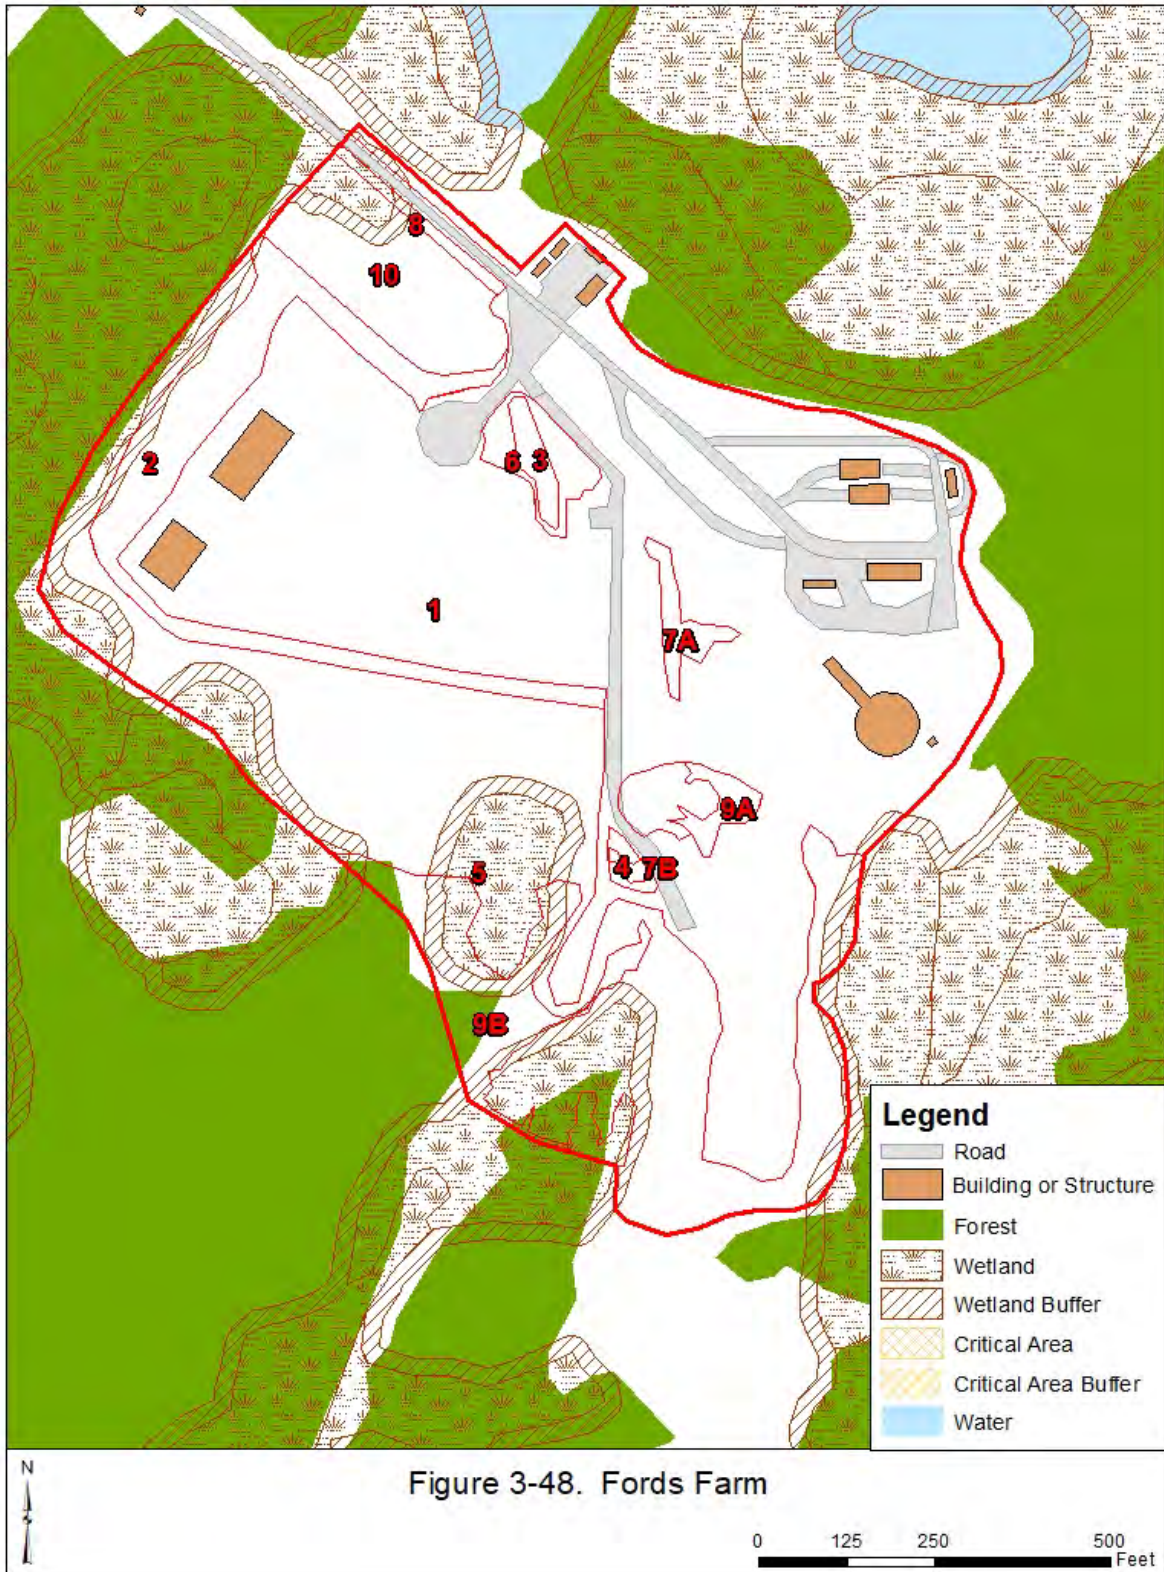 8
10
2
6 3
1
7A
9A
5
4 7B
9B
Legend
Road
Building or Structure
Forest
Wetland
Wetland Buffer
Critical Area
Critical Area Buffer
Water
N
Figure 3-48. Fords Farm
0 125 250 500
Feet